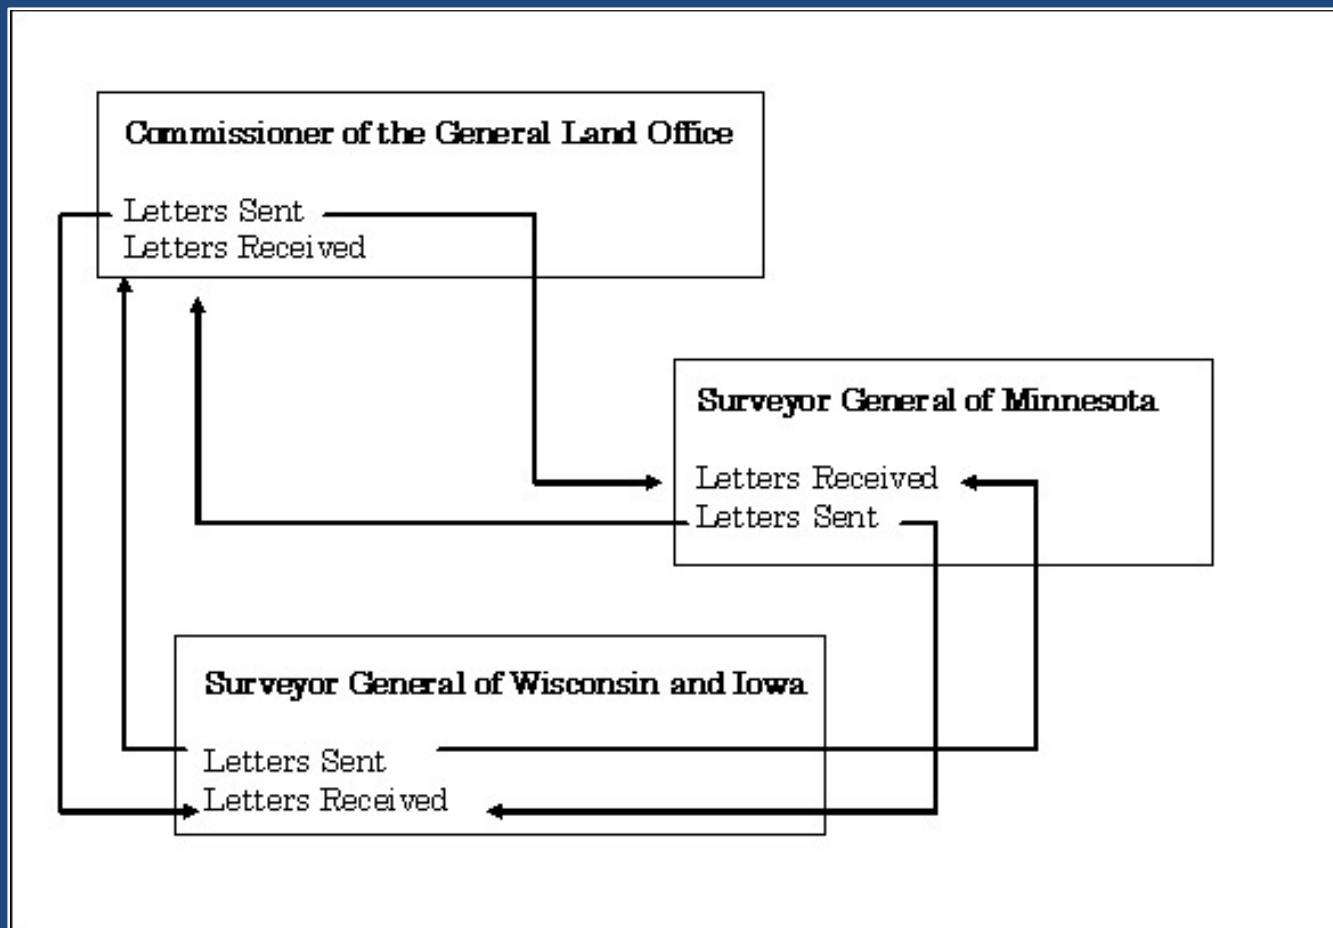 Commissioner of the General Land Office
Letters Sent
Letters Received
Surveyor General of Minnesota
Letters Received
Letters Sent
Surveyor General of Wisconsin and Iowa
Letters Sent
Letters Received